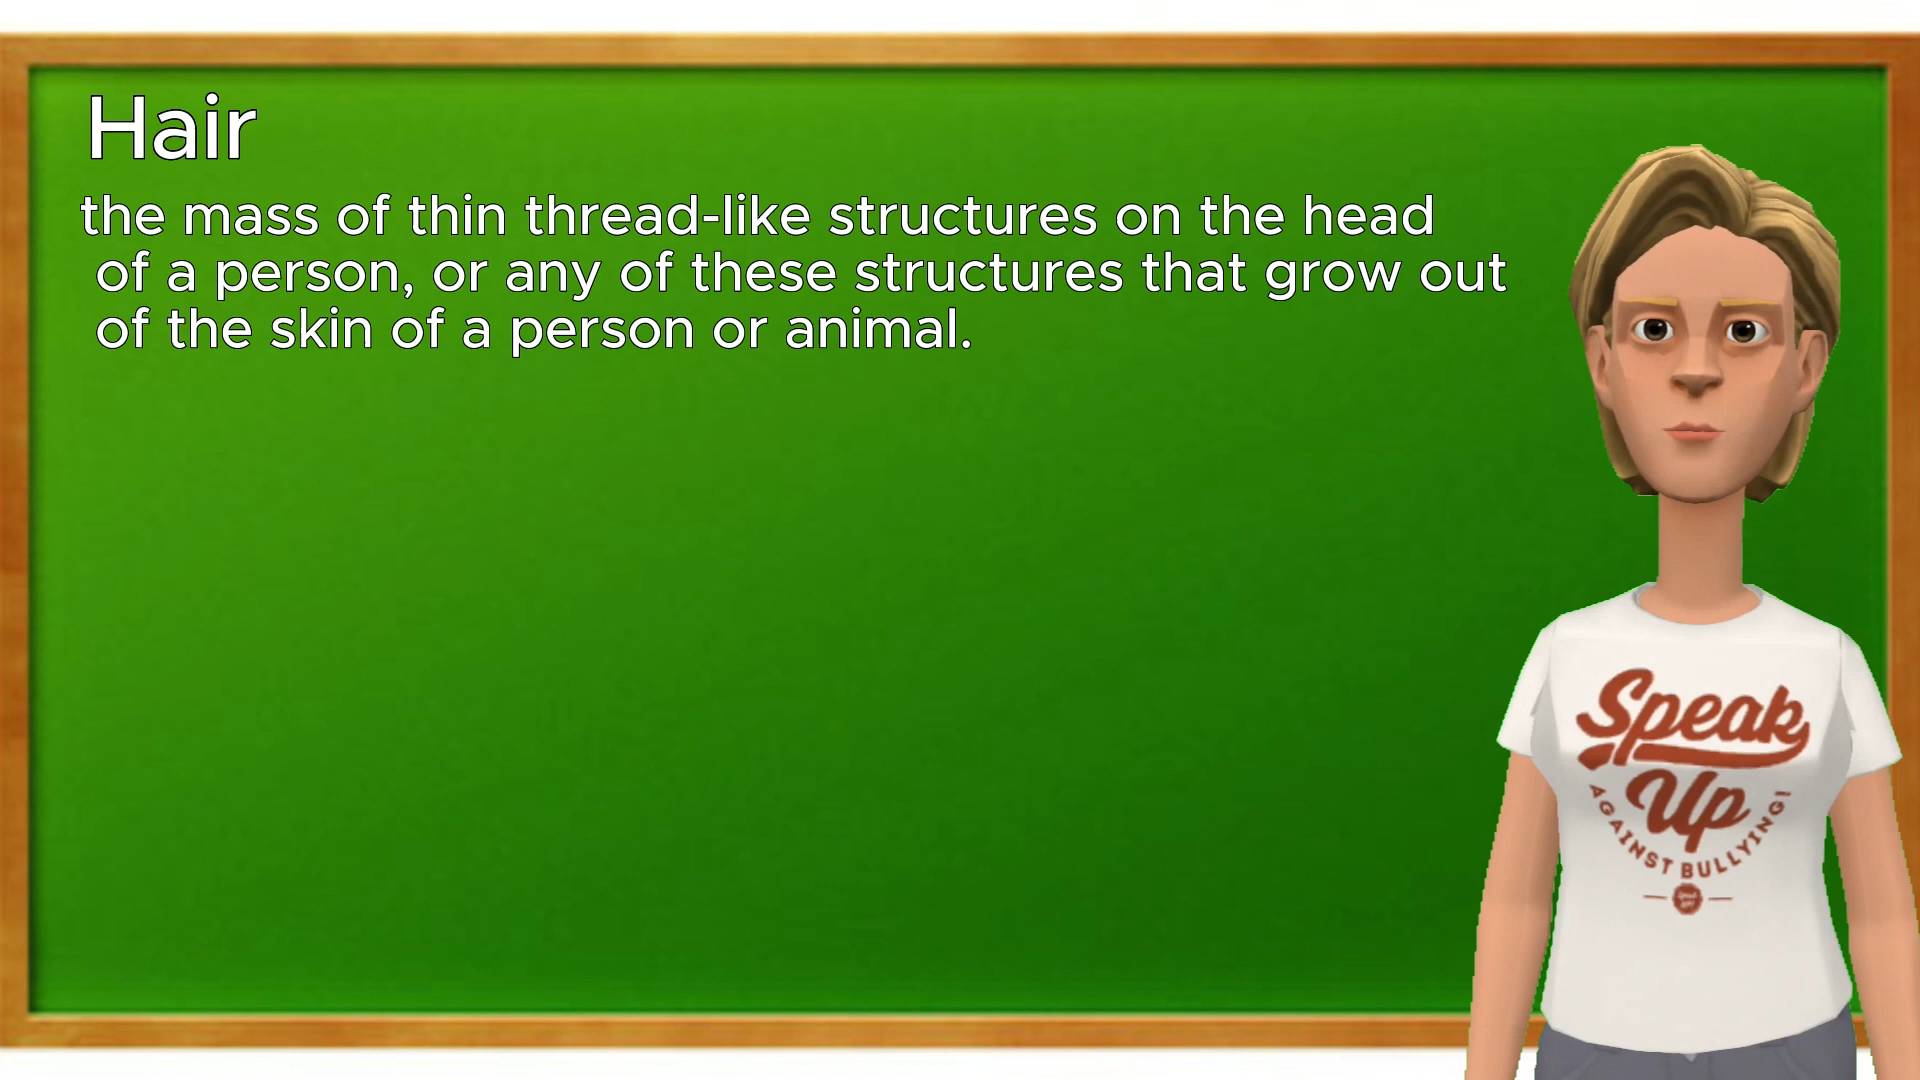 Hair
the mass of thin thread-like structures on the head
of a person, or any of these structures that grow out
of the skin of a person or animal.
Speak
Up
AGAINST BULLYING!